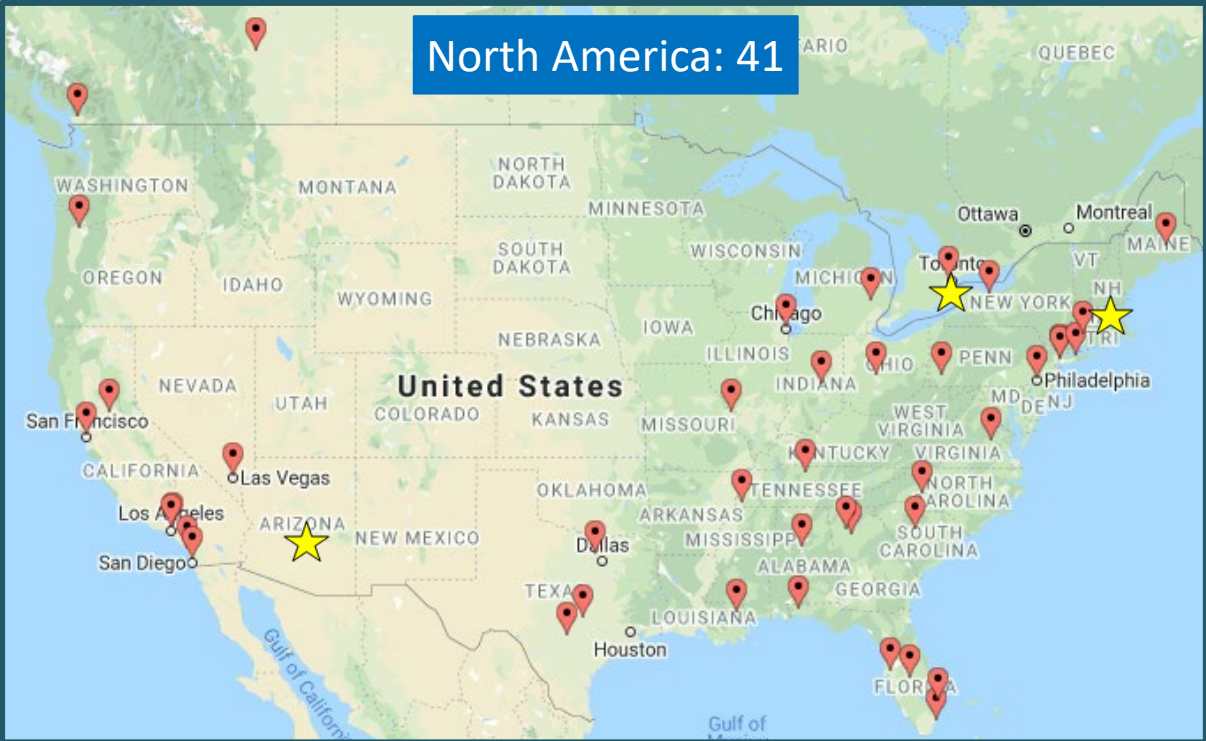 North America: 41
TARIO
QUEBEC
WASHINGTON
MONTANA
NORTH
DAKOTA
MINNESOTA
Ottawa
Montreal
MAINE
OREGON
IDAHO
SOUTH
DAKOTA
WISCONSIN
MICHIGAN
Toronto
VT
NH
WYOMING
NEW YORK
Chicago
IOWA
NEBRASKA
ILLINOIS
INDIANA
OHIO
PENN
CT RI
NEVADA
UTAH
United States
COLORADO
KANSAS
MISSOURI
Philadelphia
MD
DE
NJ
WEST
VIRGINIA
San Francisco
KENTUCKY
VIRGINIA
CALIFORNIA
Las Vegas
OKLAHOMA
TENNESSEE
NORTH
CAROLINA
Los Angeles
ARIZONA
NEW MEXICO
ARKANSAS
MISSISSIPPI
SOUTH
CAROLINA
San Diego
Dallas
ALABAMA
TEXAS
GEORGIA
LOUISIANA
Houston
Gulf of California
FLORIDA
Gulf of